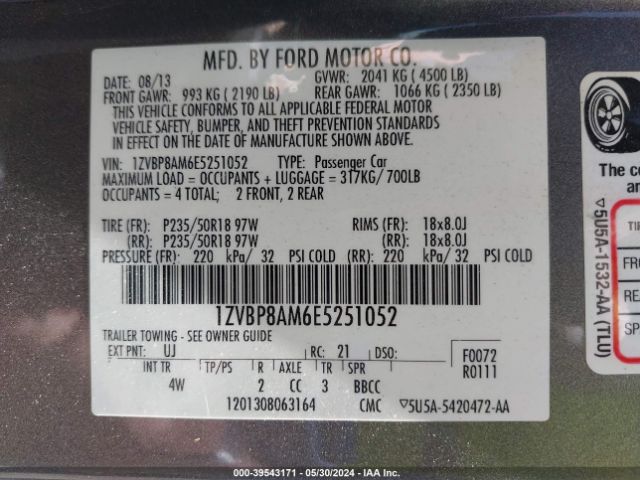 MFD. BY FORD MOTOR CO.
DATE: 08/13 GVWR: 2041 KG ( 4500 LB)
FRONT GAWR: 993 KG ( 2190 LB) REAR GAWR: 1066 KG ( 2350 LB)
THIS VEHICLE CONFORMS TO ALL APPLICABLE FEDERAL MOTOR
VEHICLE SAFETY, BUMPER, AND THEFT PREVENTION STANDARDS
IN EFFECT ON THE DATE OF MANUFACTURE SHOWN ABOVE.
VIN: 1ZVBP8AM6E5251052 TYPE: Passenger Car
MAXIMUM LOAD = OCCUPANTS + LUGGAGE = 317KG/ 700LB
OCCUPANTS = 4 TOTAL; 2 FRONT, 2 REAR
TIRE (FR): P235/50R18 97W RIMS (FR): 18x8.0J
(RR): P235/50R18 97W (RR): 18x8.0J
PRESSURE (FR): 220 kPa/ 32 PSI COLD (RR): 220 kPa/ 32 PSI COLD
1ZVBP8AM6E5251052
TRAILER TOWING - SEE OWNER GUIDE
EXT PNT: UJ RC: 21 DSO: F0072
INT TR TP/PS R AXLE TR SPR R0111
4W 2 CC 3 BBCC
1201308063164 CMC 5U5A-5420472-AA
The co
an
TI
FRO
RE
SP
5U5A-1532-AA (TLU)
000-39543171 - 05/30/2024 - IAA Inc.